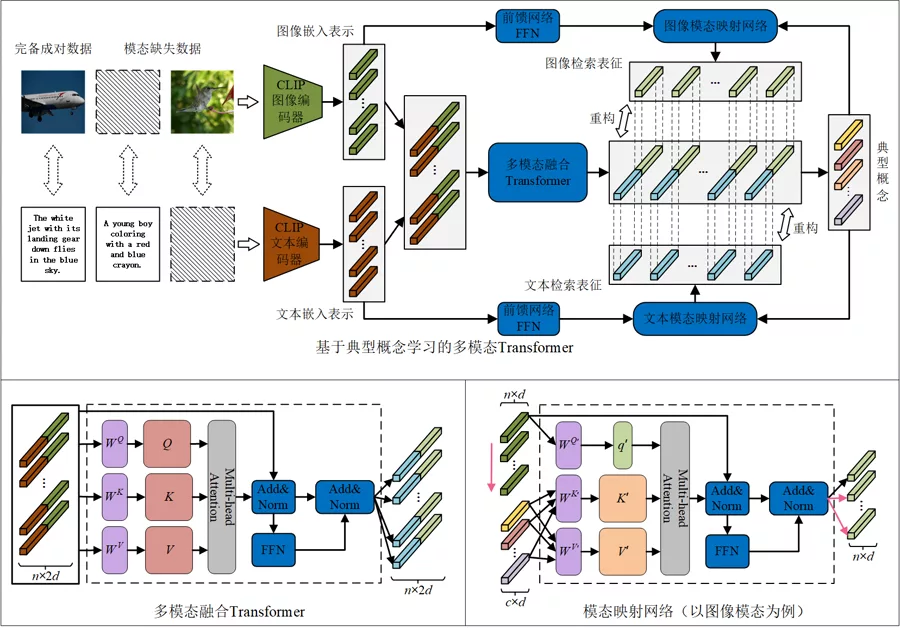 完备成对数据
模态缺失数据
The white
jet with its
landing gear
down flies
in the blue
sky.
A young boy
coloring
with a red
and blue
crayon.
CLIP
图像编
码器
CLIP
文本编
码器
图像嵌入表示
文本嵌入表示
前馈网络
FFN
图像模态映射网络
图像检索表征
重构
多模态融合
Transformer
典型概念
重构
文本检索表征
前馈网络
FFN
文本模态映射网络
基于典型概念学习的多模态Transformer
n×2d
W^Q
Q
W^K
K
W^V
V
Multi-head
Attention
Add&
Norm
FFN
Add&
Norm
n×2d
多模态融合Transformer
n×d
c×d
W^Q'
q'
W^K'
K'
W^V'
V'
Multi-head
Attention
Add&
Norm
FFN
Add&
Norm
n×d
模态映射网络（以图像模态为例）